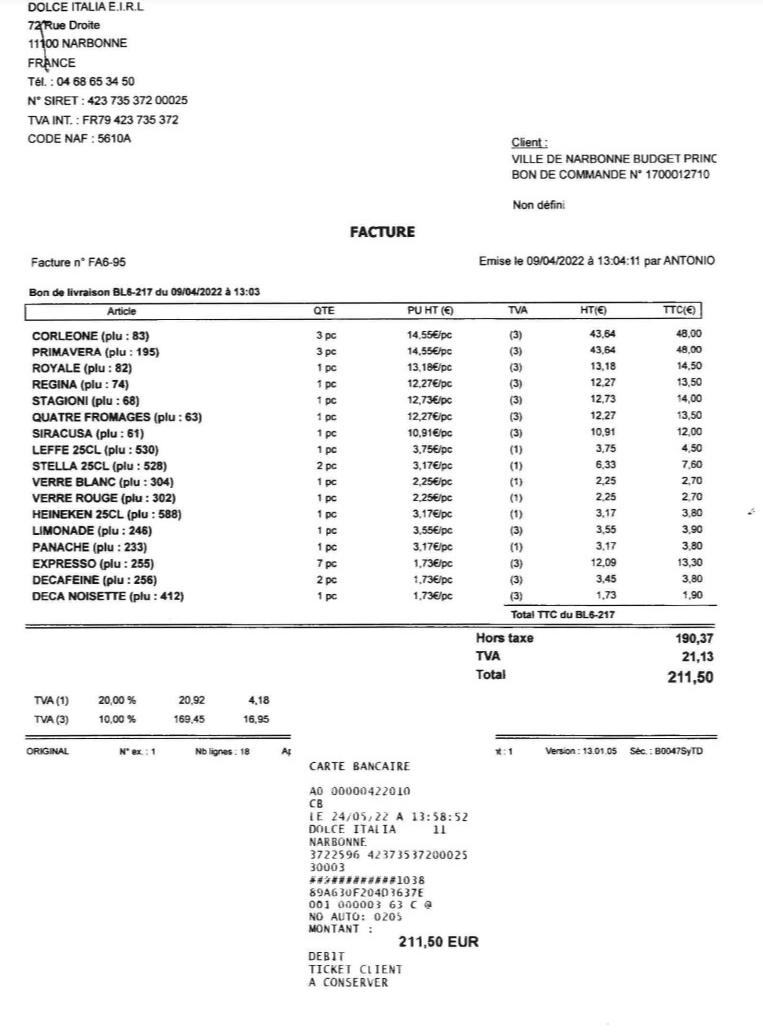 DOLCE ITALIA E.I.R.L
72 Rue Droite
11100 NARBONNE
FRANCE
Tél. : 04 68 65 34 50
N° SIRET : 423 735 372 00025
TVA INT. : FR79 423 735 372
CODE NAF : 5610A
Client :
VILLE DE NARBONNE BUDGET PRINC
BON DE COMMANDE N° 1700012710
Non défini
FACTURE
Facture n° FA6-95 Emise le 09/04/2022 à 13:04:11 par ANTONIO
Bon de livraison BL6-217 du 09/04/2022 à 13:03
Article QTE PU HT (€) TVA HT(€) TTC(€)
CORLEONE (plu : 83) 3 pc 14,55€/pc (3) 43,64 48,00
PRIMAVERA (plu : 195) 3 pc 14,55€/pc (3) 43,64 48,00
ROYALE (plu : 82) 1 pc 13,18€/pc (3) 13,18 14,50
REGINA (plu : 74) 1 pc 12,27€/pc (3) 12,27 13,50
STAGIONI (plu : 68) 1 pc 12,73€/pc (3) 12,73 14,00
QUATRE FROMAGES (plu : 63) 1 pc 12,27€/pc (3) 12,27 13,50
SIRACUSA (plu : 61) 1 pc 10,91€/pc (3) 10,91 12,00
LEFFE 25CL (plu : 530) 1 pc 3,75€/pc (1) 3,75 4,50
STELLA 25CL (plu : 528) 2 pc 3,17€/pc (1) 6,33 7,60
VERRE BLANC (plu : 304) 1 pc 2,25€/pc (1) 2,25 2,70
VERRE ROUGE (plu : 302) 1 pc 2,25€/pc (1) 2,25 2,70
HEINEKEN 25CL (plu : 588) 1 pc 3,17€/pc (1) 3,17 3,80
LIMONADE (plu : 246) 1 pc 3,55€/pc (3) 3,55 3,90
PANACHE (plu : 233) 1 pc 3,17€/pc (1) 3,17 3,80
EXPRESSO (plu : 255) 7 pc 1,73€/pc (3) 12,09 13,30
DECAFEINE (plu : 256) 2 pc 1,73€/pc (3) 3,45 3,80
DECA NOISETTE (plu : 412) 1 pc 1,73€/pc (3) 1,73 1,90
Total TTC du BL6-217
Hors taxe 190,37
TVA 21,13
Total 211,50
TVA (1) 20,00 % 20,92 4,18
TVA (3) 10,00 % 169,45 16,95
ORIGINAL N° ex. : 1 Nb lignes : 18 : 1 Version : 13.01.05 Séc. : B0047SyTD
CARTE BANCAIRE
A0 00000422010
CB
LE 24/05/22 A 13:58:52
DOLCE ITALIA 11
NARBONNE
3722596 42373537200025
30003
############1038
89A630F204D3637E
001 000003 63 C @
NO AUTO: 0205
MONTANT :
211,50 EUR
DEBIT
TICKET CLIENT
A CONSERVER